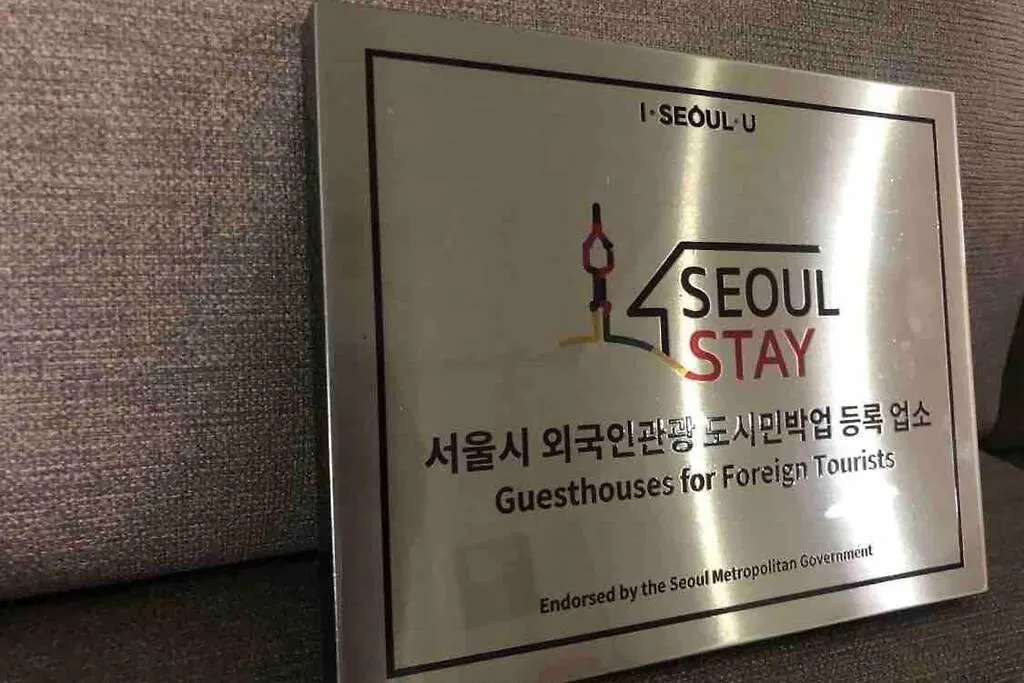 I·SEOUL·U
SEOUL
STAY
서울시 외국인관광 도시민박업 등록 업소
Guesthouses for Foreign Tourists
Endorsed by the Seoul Metropolitan Government